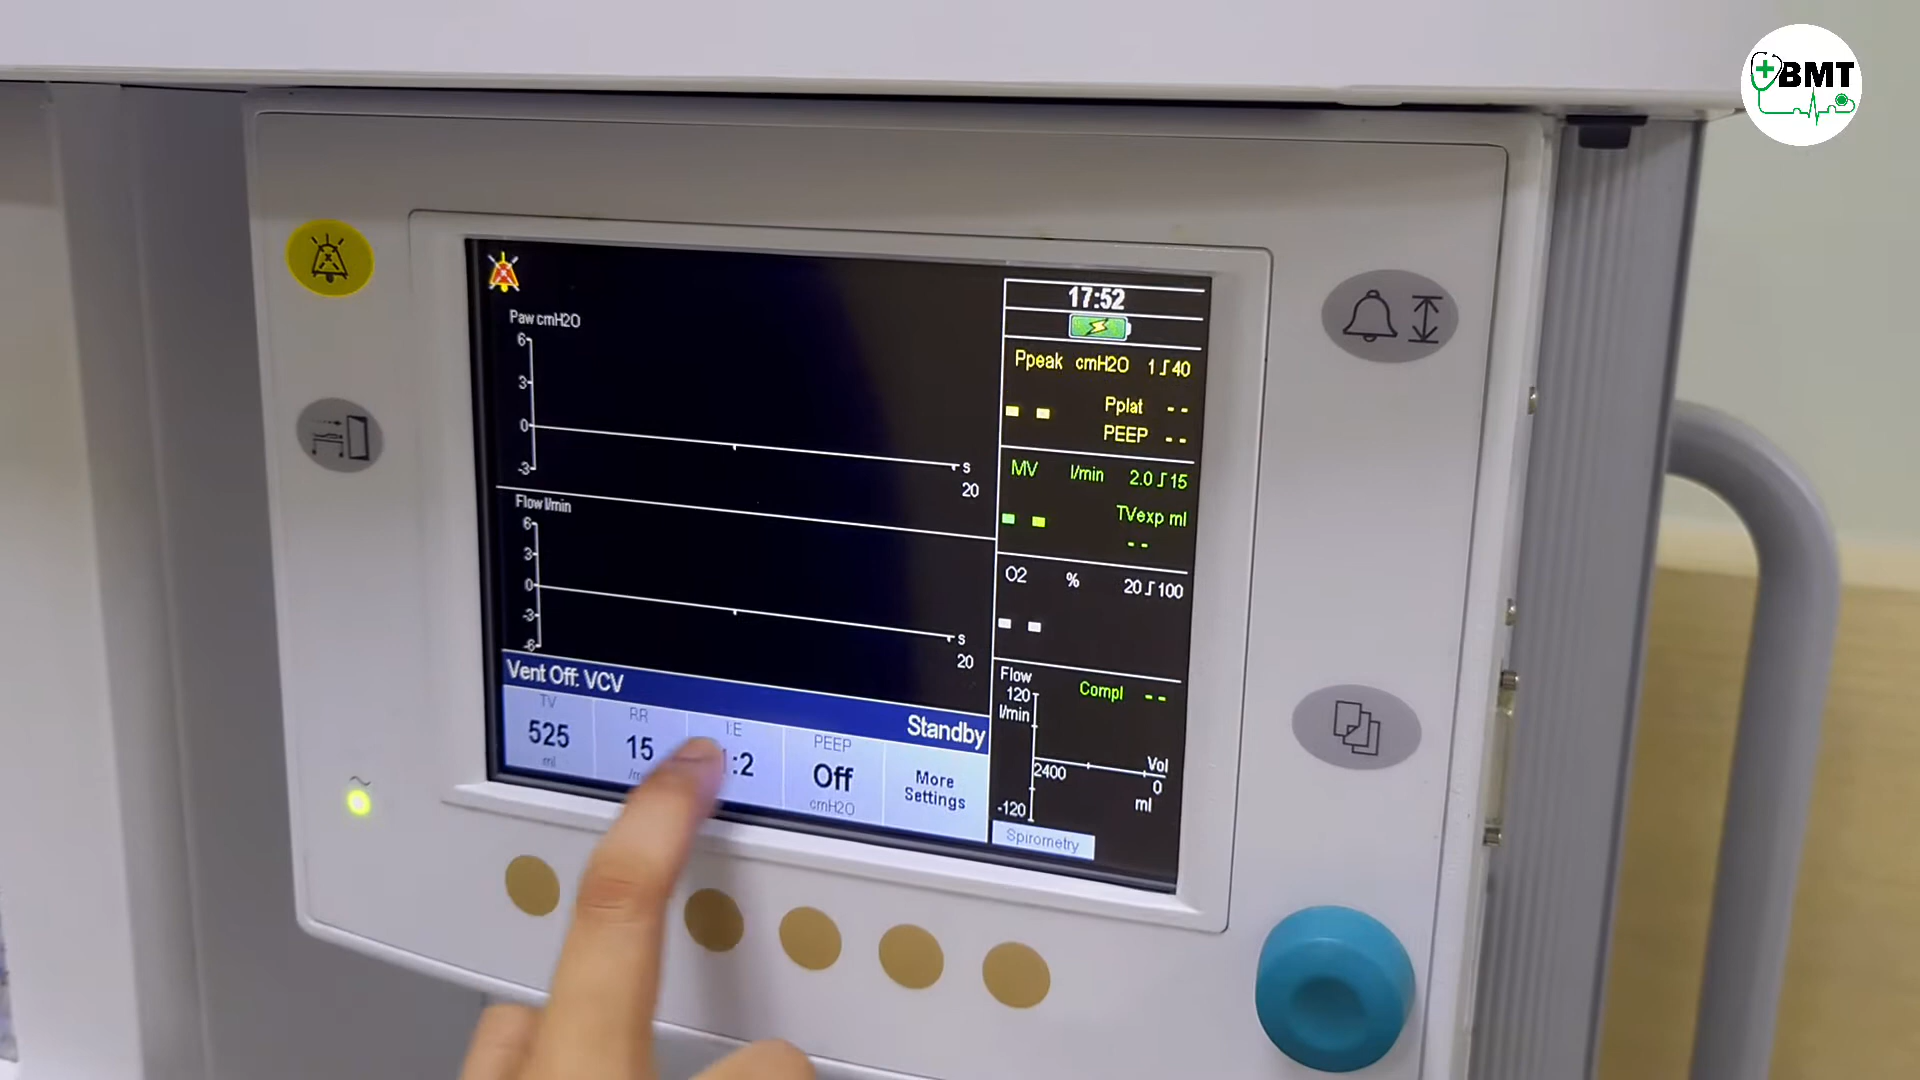 BMT
17:52
Paw cmH2O
6
3
0
-3
s
20
Flow l/min
6
3
0
-3
-6
s
20
Ppeak cmH2O 1 40
Pplat --
PEEP --
MV l/min 2.0 15
TVexp ml
--
O2 % 20 100
Flow
120
l/min
Compl --
Vol
2400
0
ml
-120
Spirometry
Vent Off: VCV
Standby
TV
525
ml
RR
15
I:E
:2
PEEP
Off
cmH2O
More
Settings